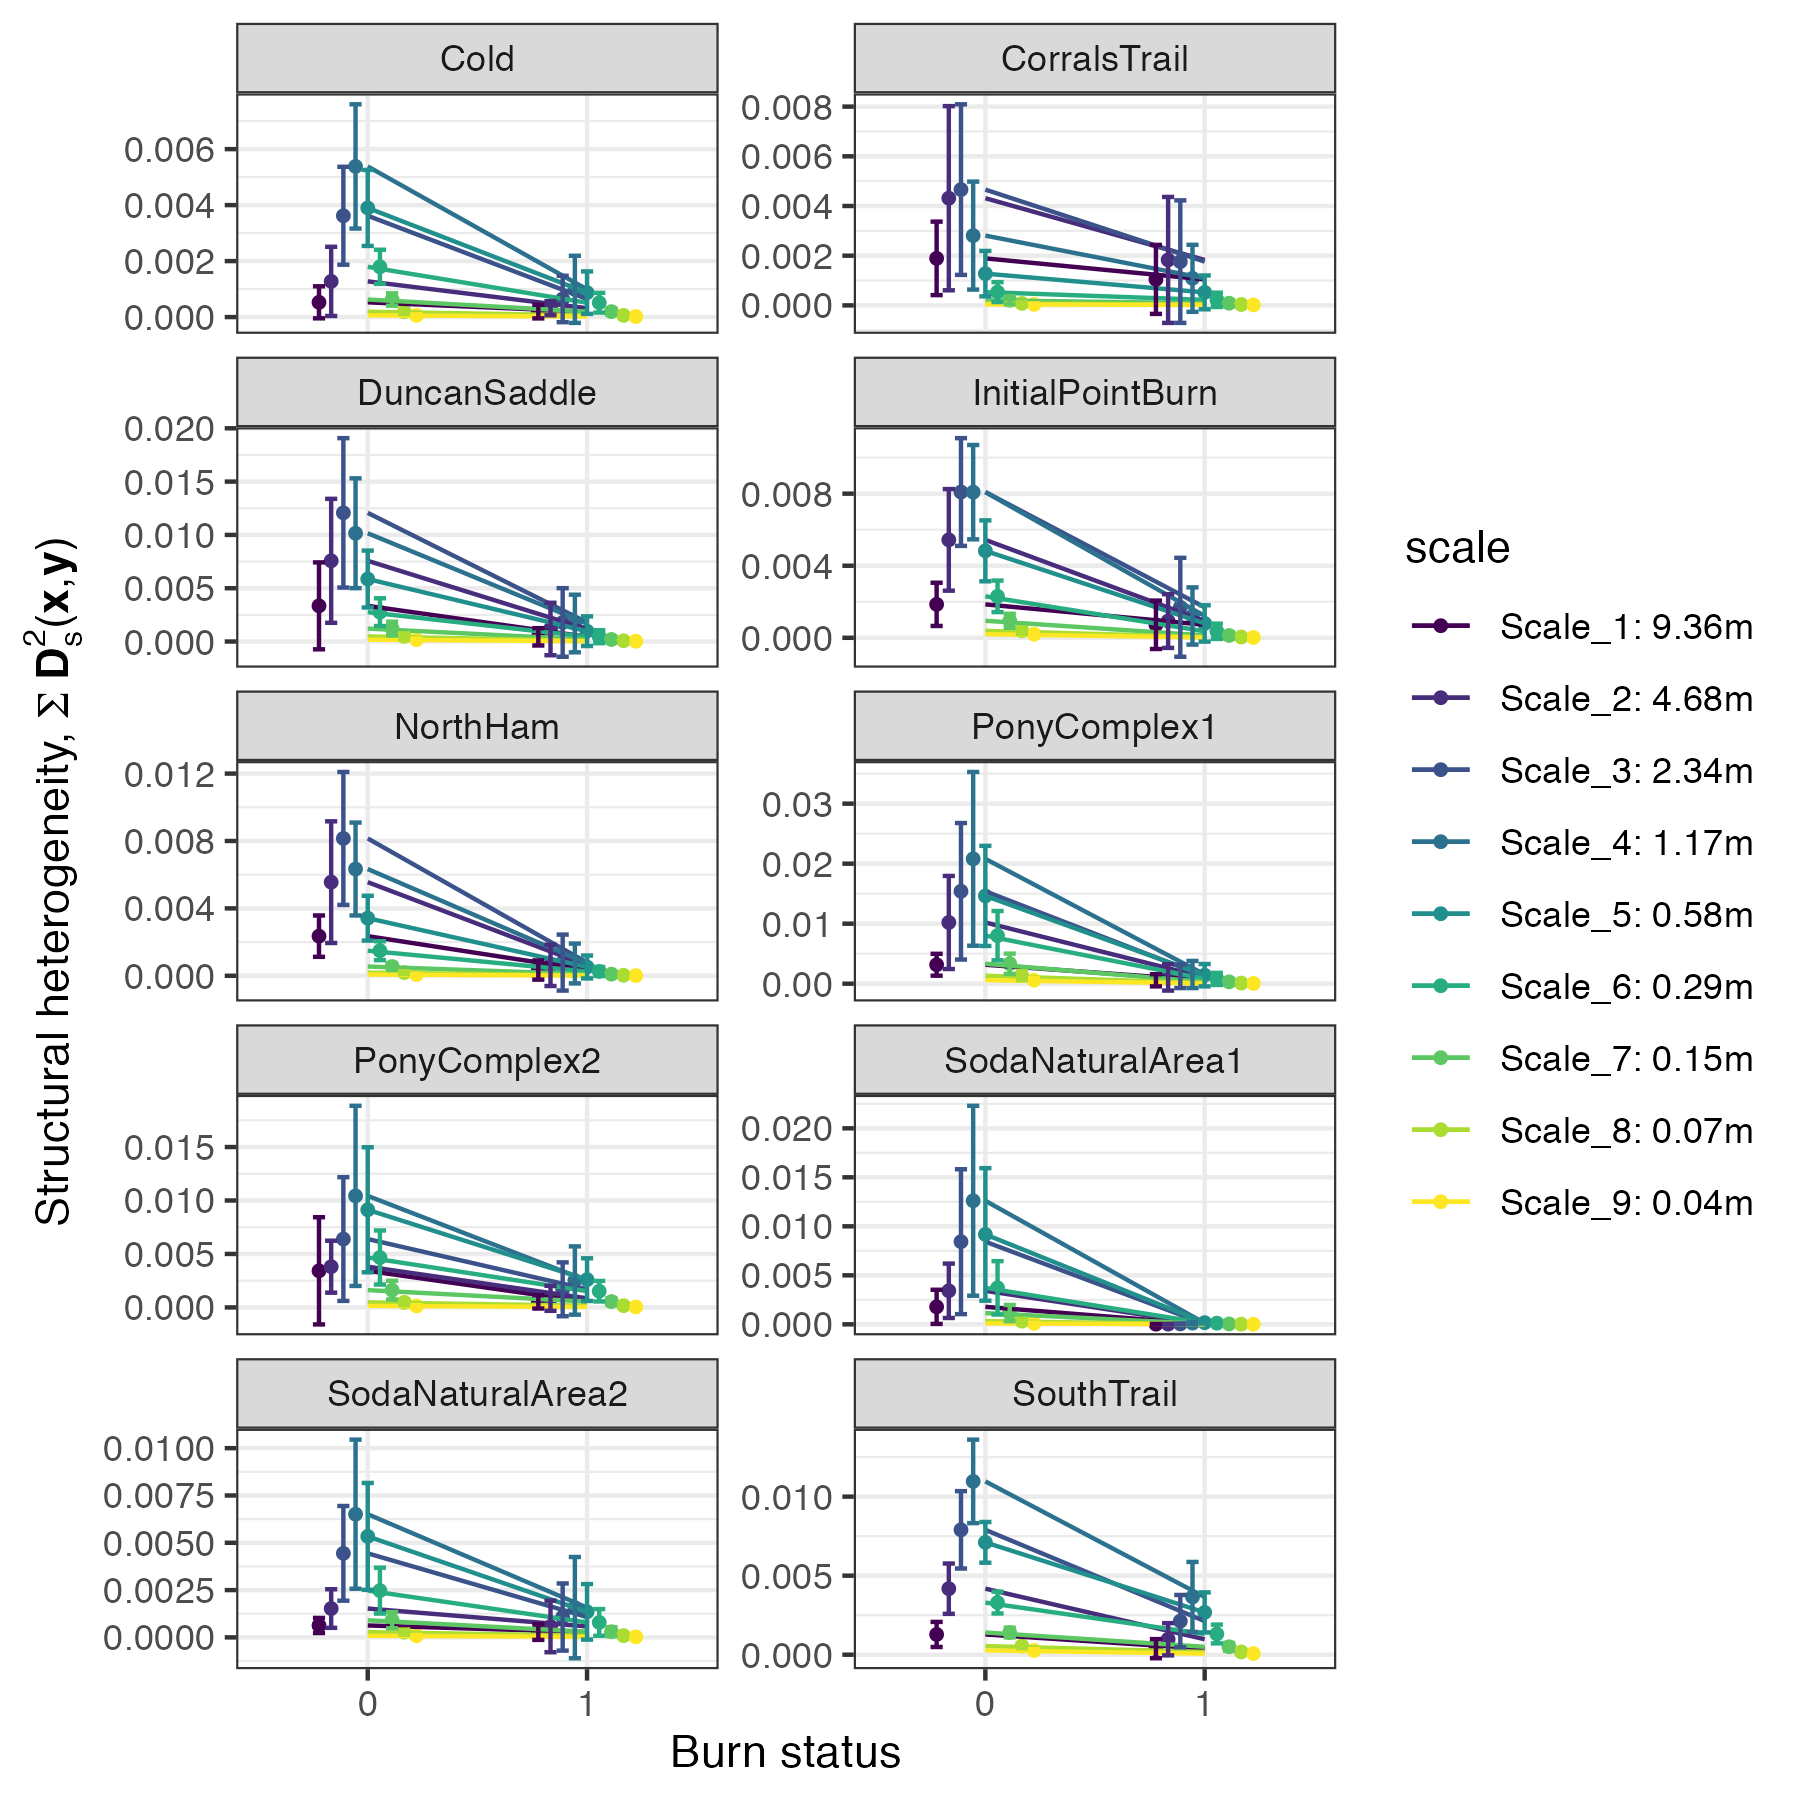 Cold
CorralsTrail
0.006
0.004
0.002
0.000
0.008
0.006
0.004
0.002
0.000
DuncanSaddle
InitialPointBurn
0.020
0.015
0.010
0.005
0.000
0.008
0.004
0.000
NorthHam
PonyComplex1
0.012
0.008
0.004
0.000
0.03
0.02
0.01
0.00
PonyComplex2
SodaNaturalArea1
0.015
0.010
0.005
0.000
0.020
0.015
0.010
0.005
0.000
SodaNaturalArea2
SouthTrail
0.0100
0.0075
0.0050
0.0025
0.0000
0.010
0.005
0.000
0 1
0 1
Burn status
Structural heterogeneity, Σ D²ₛ(x,y)
scale
Scale_1: 9.36m
Scale_2: 4.68m
Scale_3: 2.34m
Scale_4: 1.17m
Scale_5: 0.58m
Scale_6: 0.29m
Scale_7: 0.15m
Scale_8: 0.07m
Scale_9: 0.04m